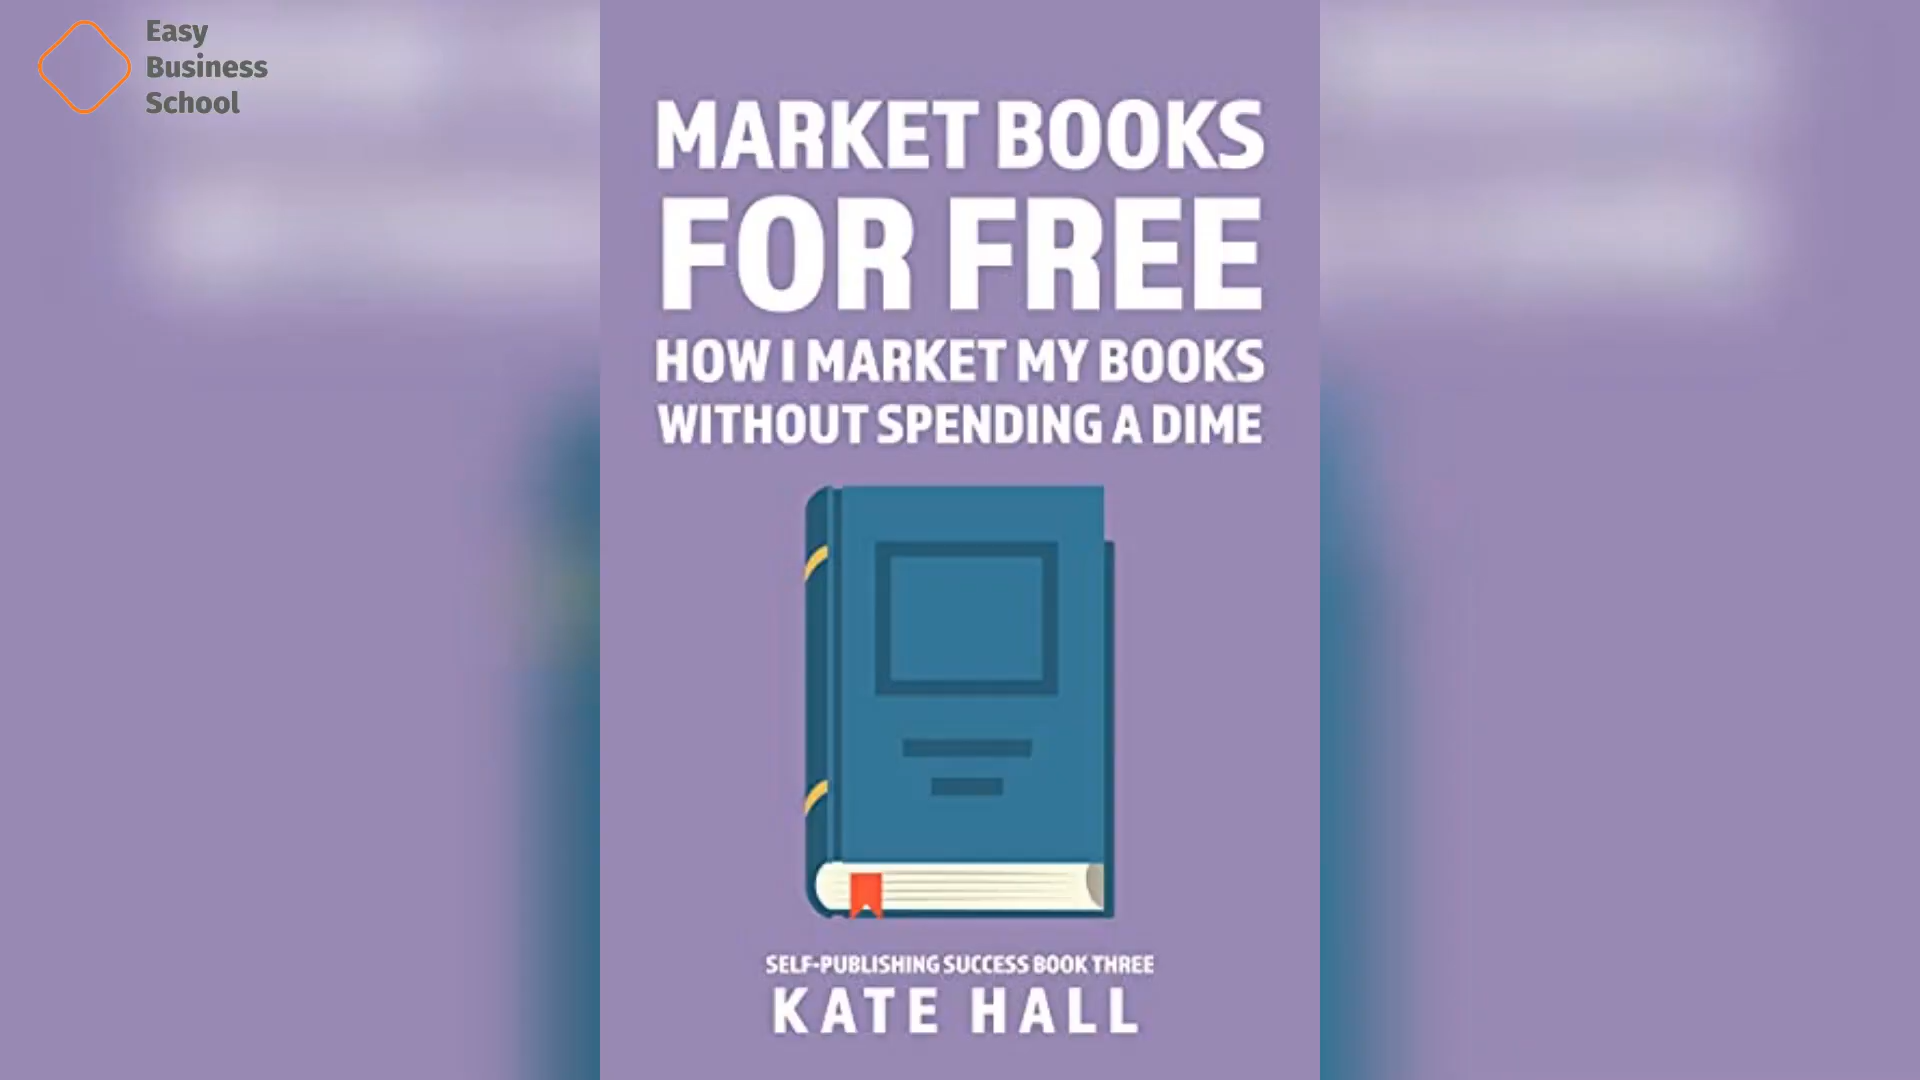 Easy
Business
School
MARKET BOOKS
FOR FREE
HOW I MARKET MY BOOKS
WITHOUT SPENDING A DIME
SELF-PUBLISHING SUCCESS BOOK THREE
KATE HALL